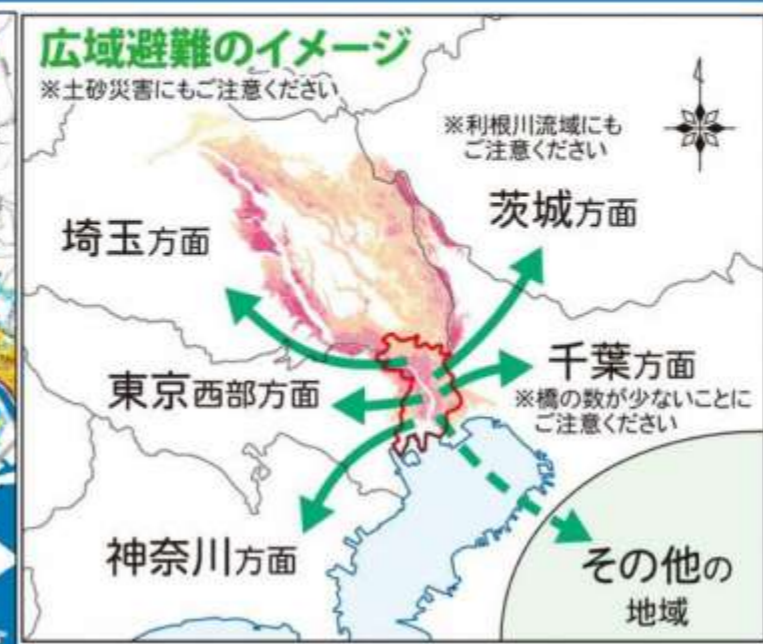 広域避難のイメージ
※土砂災害にもご注意ください
※利根川流域にも
ご注意ください
茨城方面
埼玉方面
千葉方面
※橋の数が少ないことに
ご注意ください
東京西部方面
神奈川方面
その他の
地域